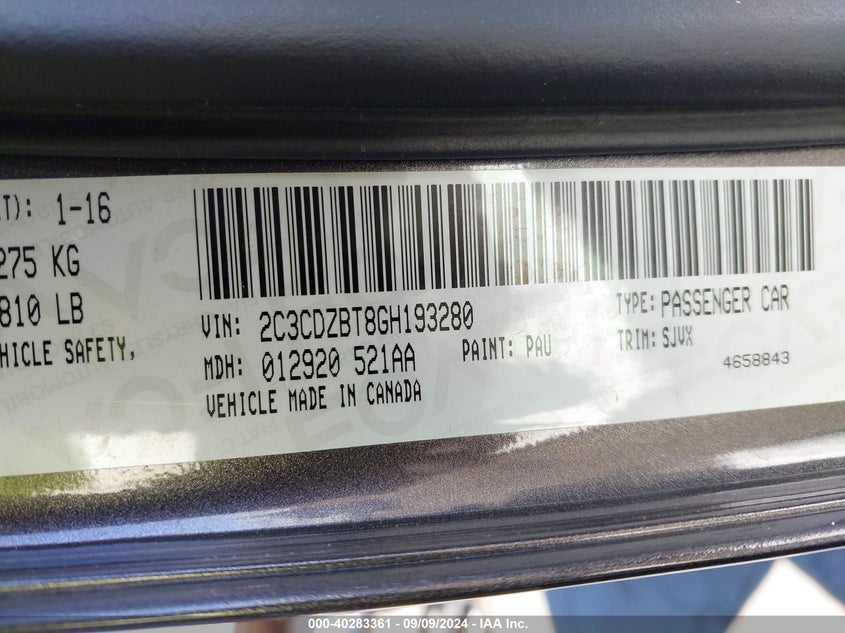 T): 1-16
275 KG
810 LB
HICLE SAFETY,
VIN: 2C3CDZBT8GH193280
TYPE: PASSENGER CAR
MDH: 012920 521AA
PAINT: PAU
TRIM: SJVX
VEHICLE MADE IN CANADA
4658843
000-40283361 - 09/09/2024 - IAA Inc.